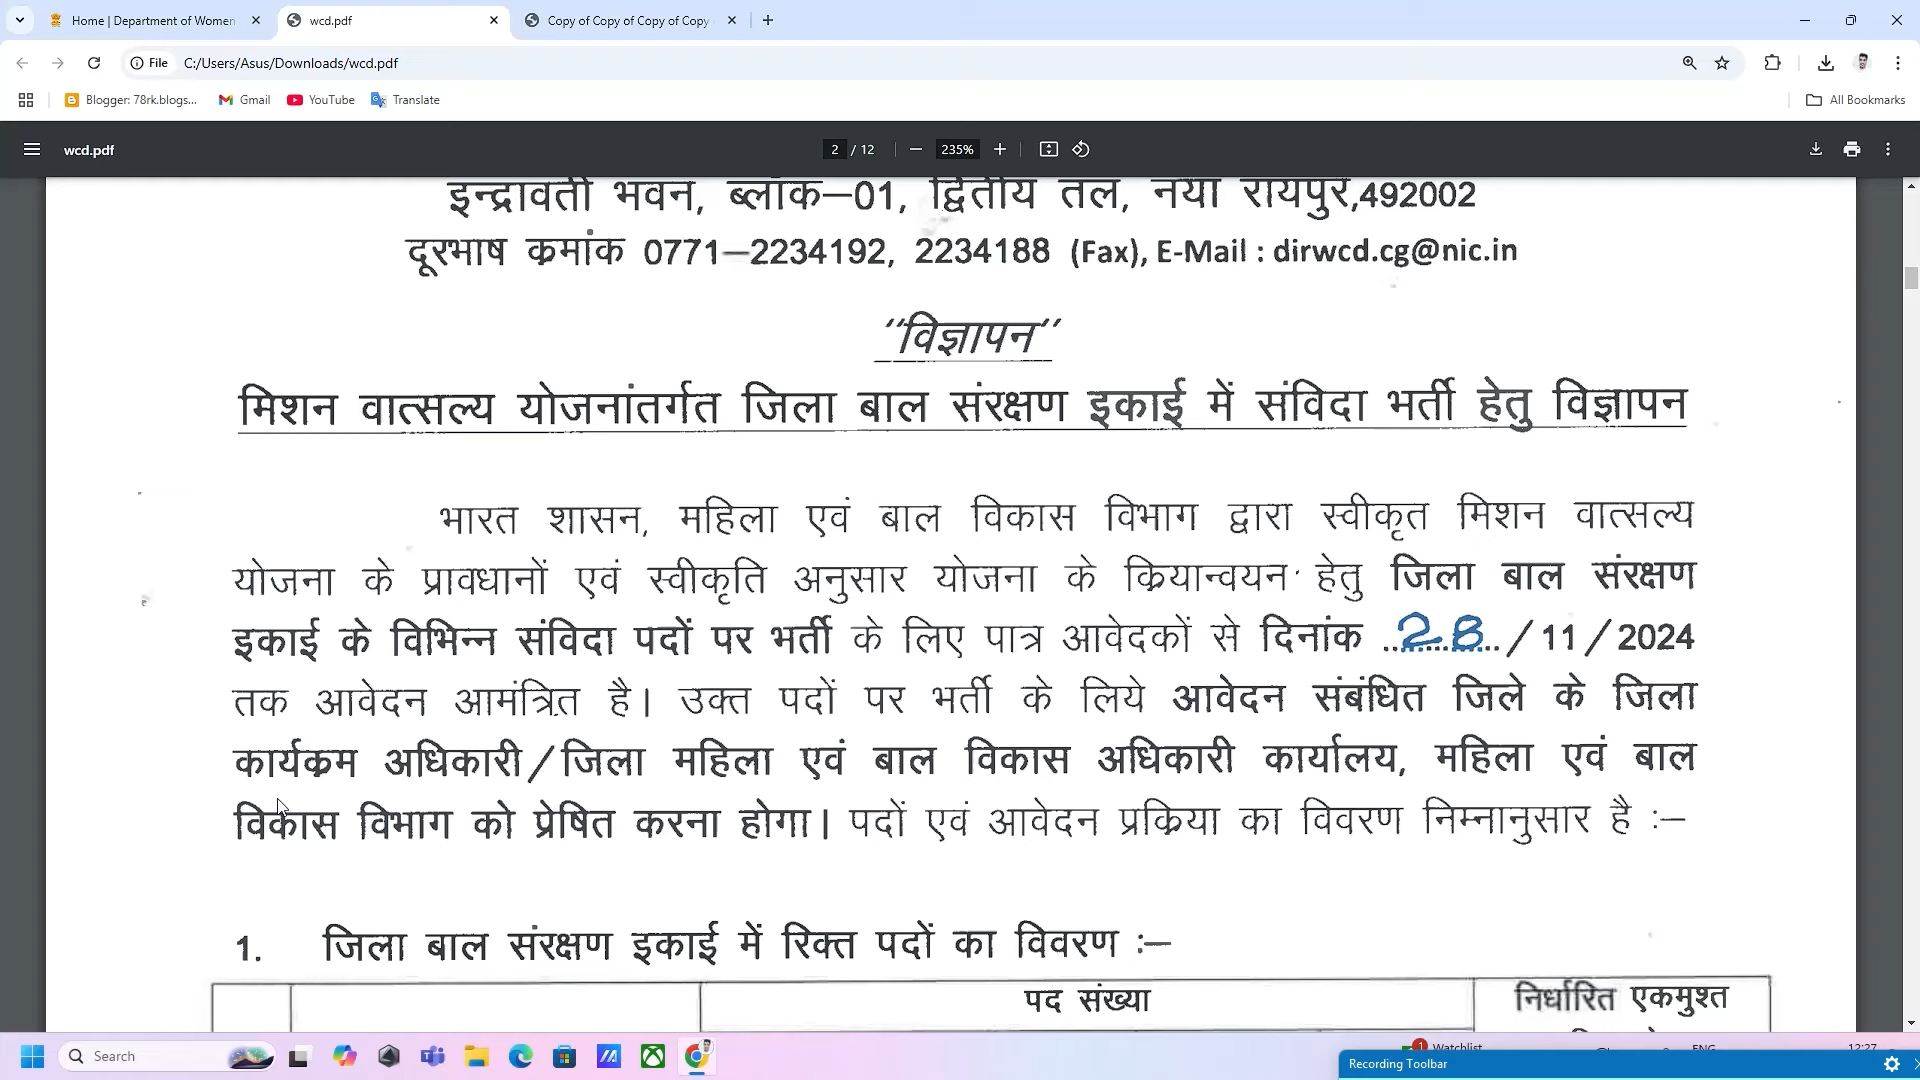 Home | Department of Women
wcd.pdf
Copy of Copy of Copy of Copy
File
C:/Users/Asus/Downloads/wcd.pdf
Blogger: 78rk.blogs...
Gmail
YouTube
Translate
All Bookmarks
wcd.pdf
2 / 12
235%
इन्द्रावती भवन, ब्लॉक–01, द्वितीय तल, नया रायपुर,492002
दूरभाष क्रमांक 0771–2234192, 2234188 (Fax), E-Mail : dirwcd.cg@nic.in
“विज्ञापन”
मिशन वात्सल्य योजनांतर्गत जिला बाल संरक्षण इकाई में संविदा भर्ती हेतु विज्ञापन
भारत शासन, महिला एवं बाल विकास विभाग द्वारा स्वीकृत मिशन वात्सल्य
योजना के प्रावधानों एवं स्वीकृति अनुसार योजना के क्रियान्वयन हेतु जिला बाल संरक्षण
इकाई के विभिन्न संविदा पदों पर भर्ती के लिए पात्र आवेदकों से दिनांक ..28../11/2024
तक आवेदन आमंत्रित है। उक्त पदों पर भर्ती के लिये आवेदन संबंधित जिले के जिला
कार्यक्रम अधिकारी/जिला महिला एवं बाल विकास अधिकारी कार्यालय, महिला एवं बाल
विकास विभाग को प्रेषित करना होगा। पदों एवं आवेदन प्रक्रिया का विवरण निम्नानुसार है :–
1. जिला बाल संरक्षण इकाई में रिक्त पदों का विवरण :–
पद संख्या
निर्धारित एकमुश्त
Search
1
Watchlist
ENG
12:27
Recording Toolbar